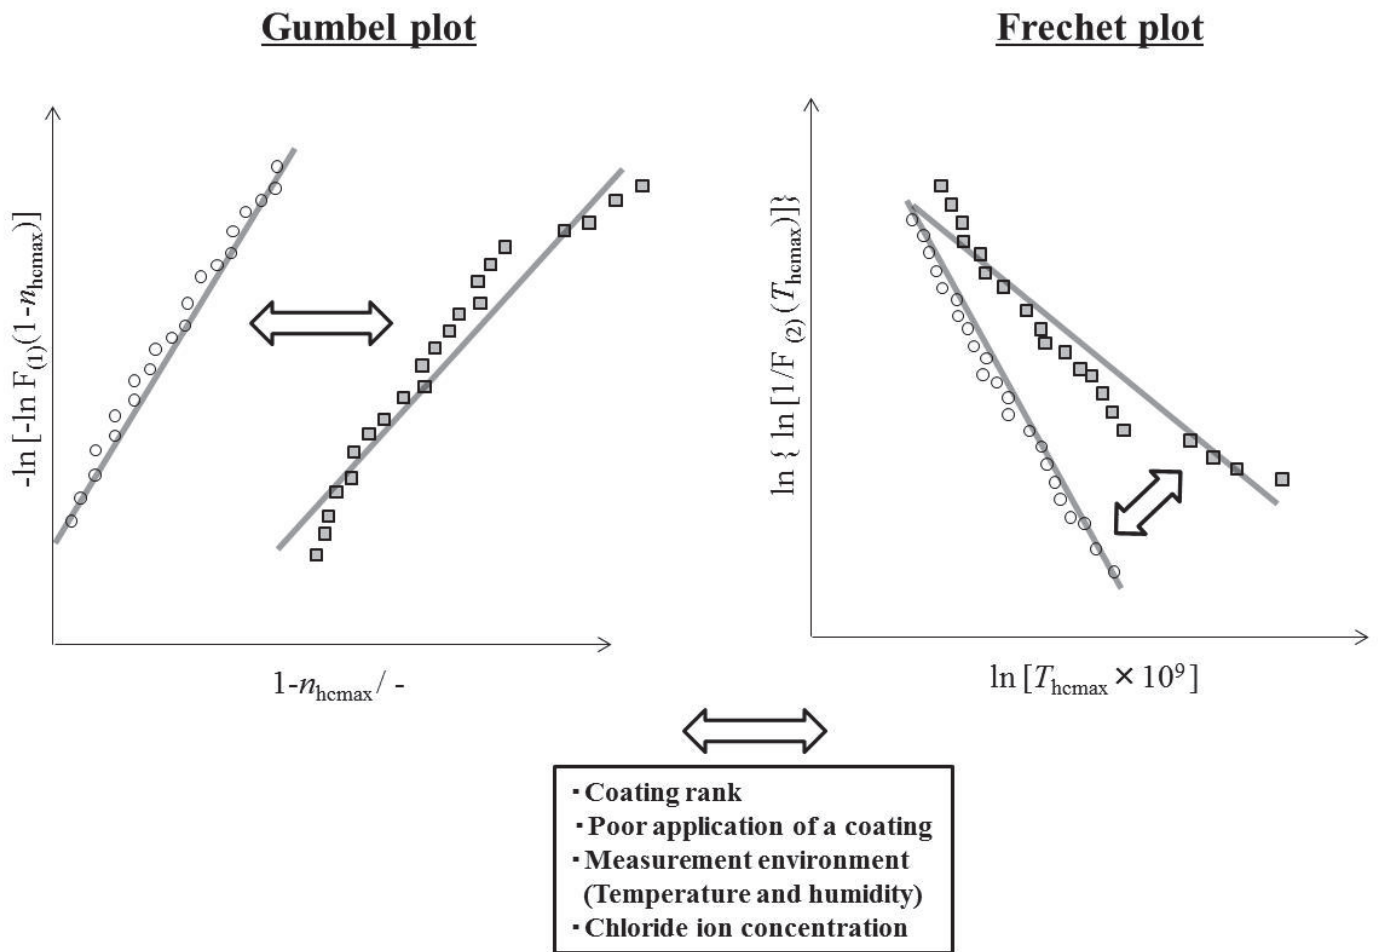 Gumbel plot
Frechet plot
-ln [-ln F(1)(1-nhcmax)]
1-nhcmax / -
ln { ln [1/F (2) (Thcmax)]}
ln [Thcmax × 10⁹]
・Coating rank
・Poor application of a coating
・Measurement environment
(Temperature and humidity)
・Chloride ion concentration